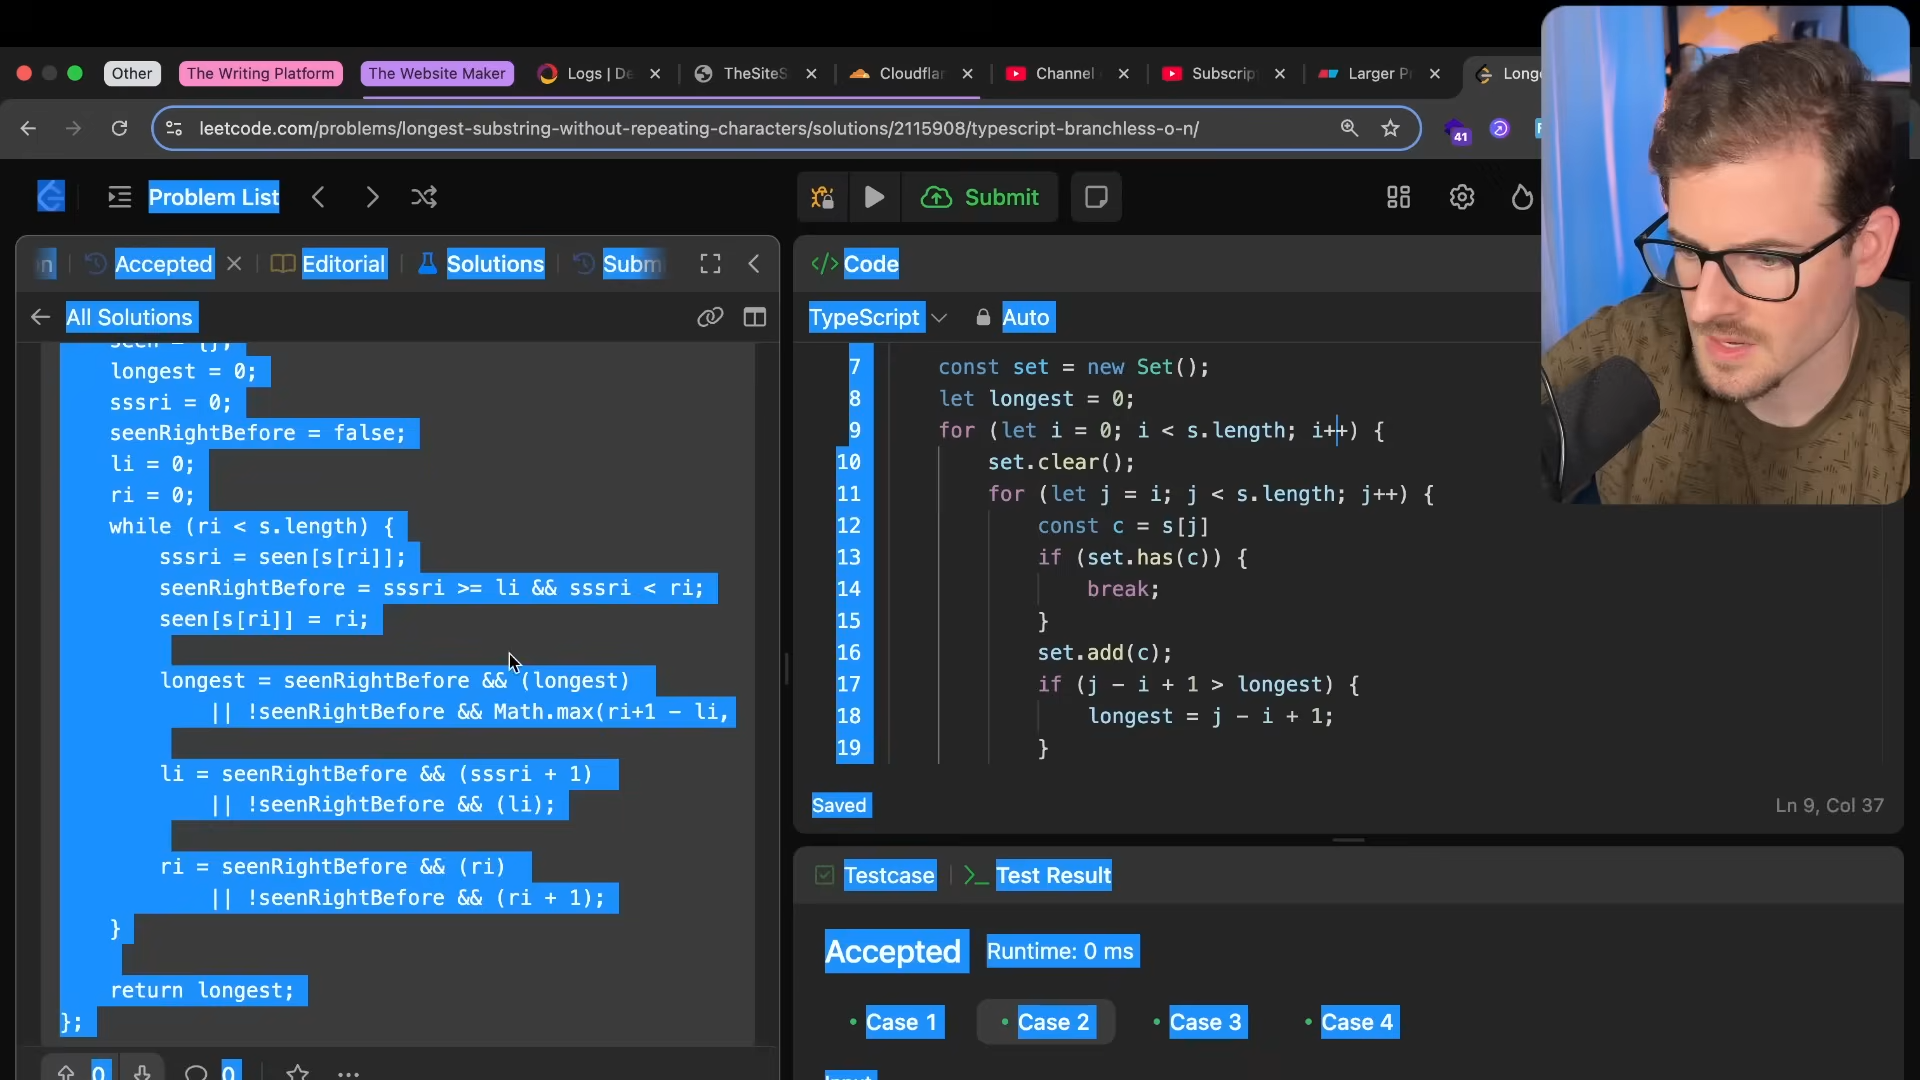 Other
The Writing Platform
The Website Maker
Logs | De
TheSiteS
Cloudflar
Channel
Subscrip
Larger P
Long
leetcode.com/problems/longest-substring-without-repeating-characters/solutions/2115908/typescript-branchless-o-n/
41
Problem List
Submit
Accepted
Editorial
Solutions
Subm
All Solutions
seen = {};
longest = 0;
sssri = 0;
seenRightBefore = false;
li = 0;
ri = 0;
while (ri < s.length) {
sssri = seen[s[ri]];
seenRightBefore = sssri >= li && sssri < ri;
seen[s[ri]] = ri;
longest = seenRightBefore && (longest)
|| !seenRightBefore && Math.max(ri+1 - li,
li = seenRightBefore && (sssri + 1)
|| !seenRightBefore && (li);
ri = seenRightBefore && (ri)
|| !seenRightBefore && (ri + 1);
}
return longest;
};
0
0
</> Code
TypeScript
Auto
7 const set = new Set();
8 let longest = 0;
9 for (let i = 0; i < s.length; i++) {
10 set.clear();
11 for (let j = i; j < s.length; j++) {
12 const c = s[j]
13 if (set.has(c)) {
14 break;
15 }
16 set.add(c);
17 if (j - i + 1 > longest) {
18 longest = j - i + 1;
19 }
Saved
Ln 9, Col 37
Testcase
Test Result
Accepted
Runtime: 0 ms
• Case 1
• Case 2
• Case 3
• Case 4